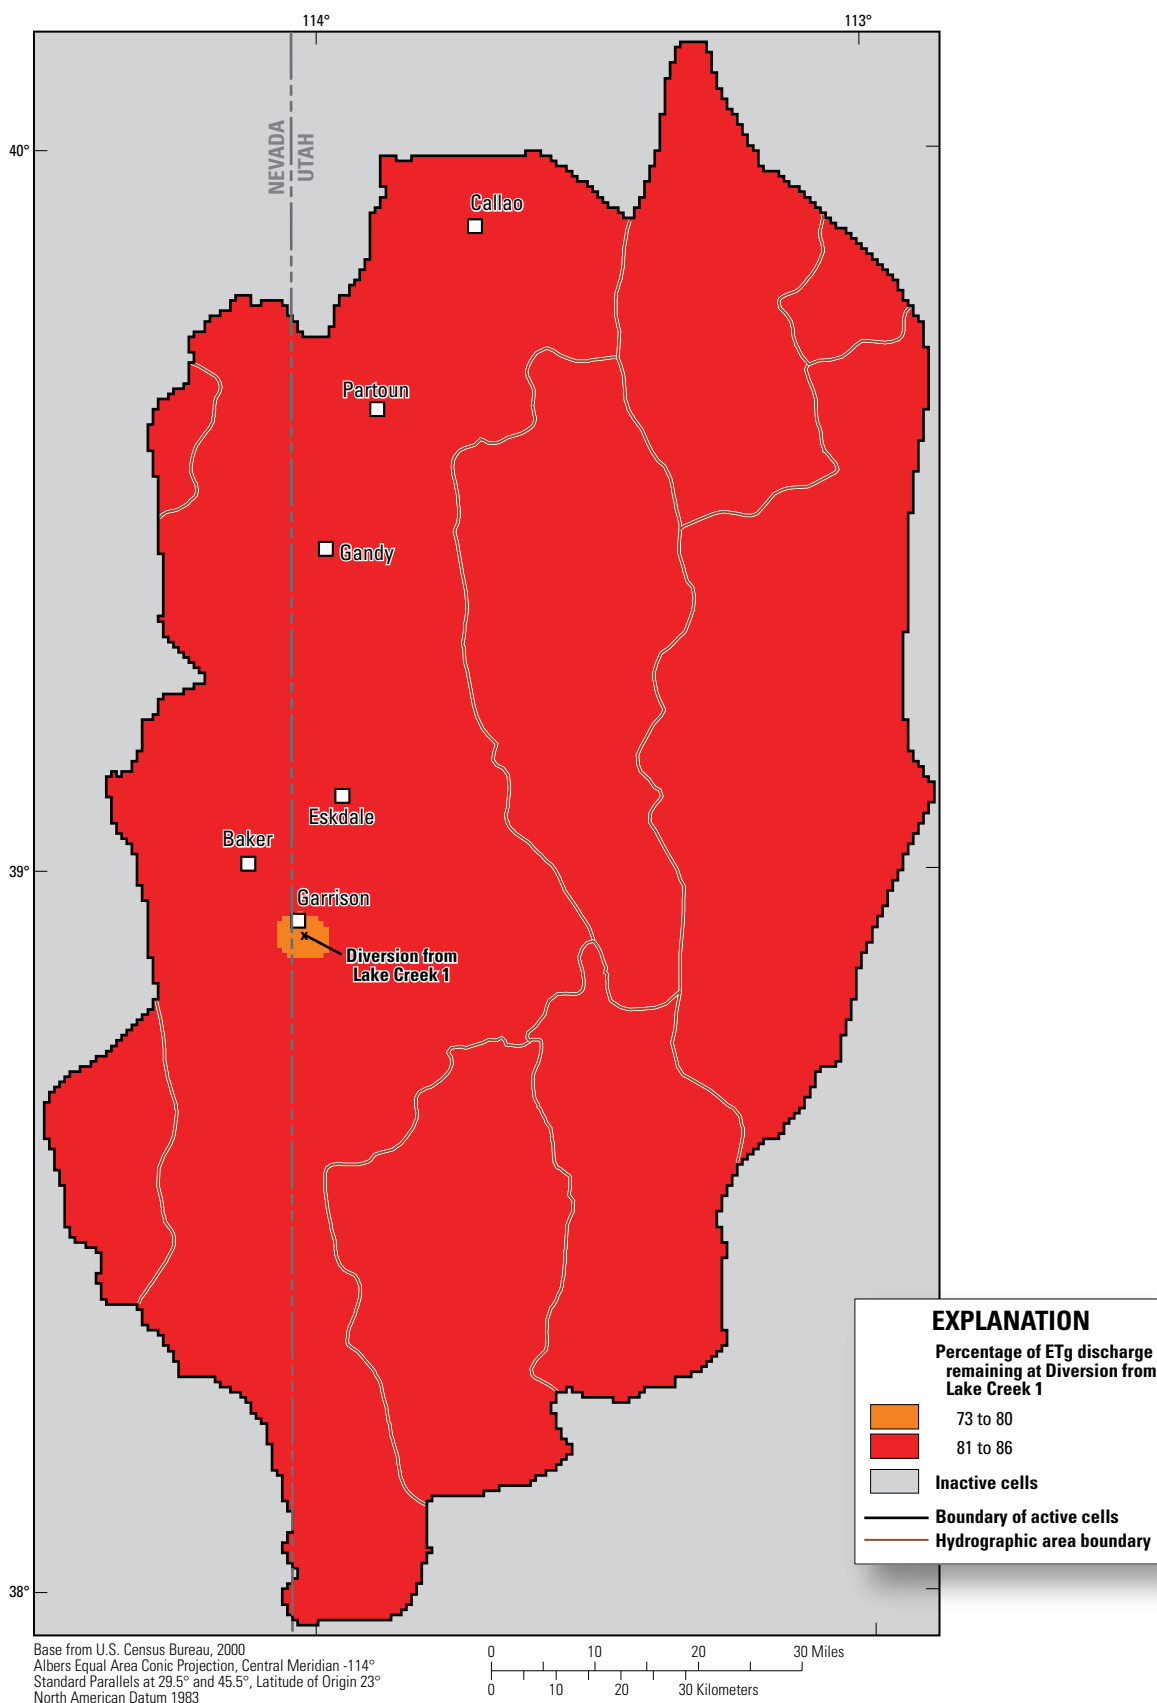 114°
113°
40°
NEVADA
UTAH
Callao
Partoun
Gandy
Eskdale
Baker
39°
Garrison
x
Diversion from
Lake Creek 1
38°
EXPLANATION
Percentage of ETg discharge
remaining at Diversion from
Lake Creek 1
73 to 80
81 to 86
Inactive cells
Boundary of active cells
Hydrographic area boundary
Base from U.S. Census Bureau, 2000
Albers Equal Area Conic Projection, Central Meridian -114°
Standard Parallels at 29.5° and 45.5°, Latitude of Origin 23°
North American Datum 1983
0 10 20 30 Miles
0 10 20 30 Kilometers